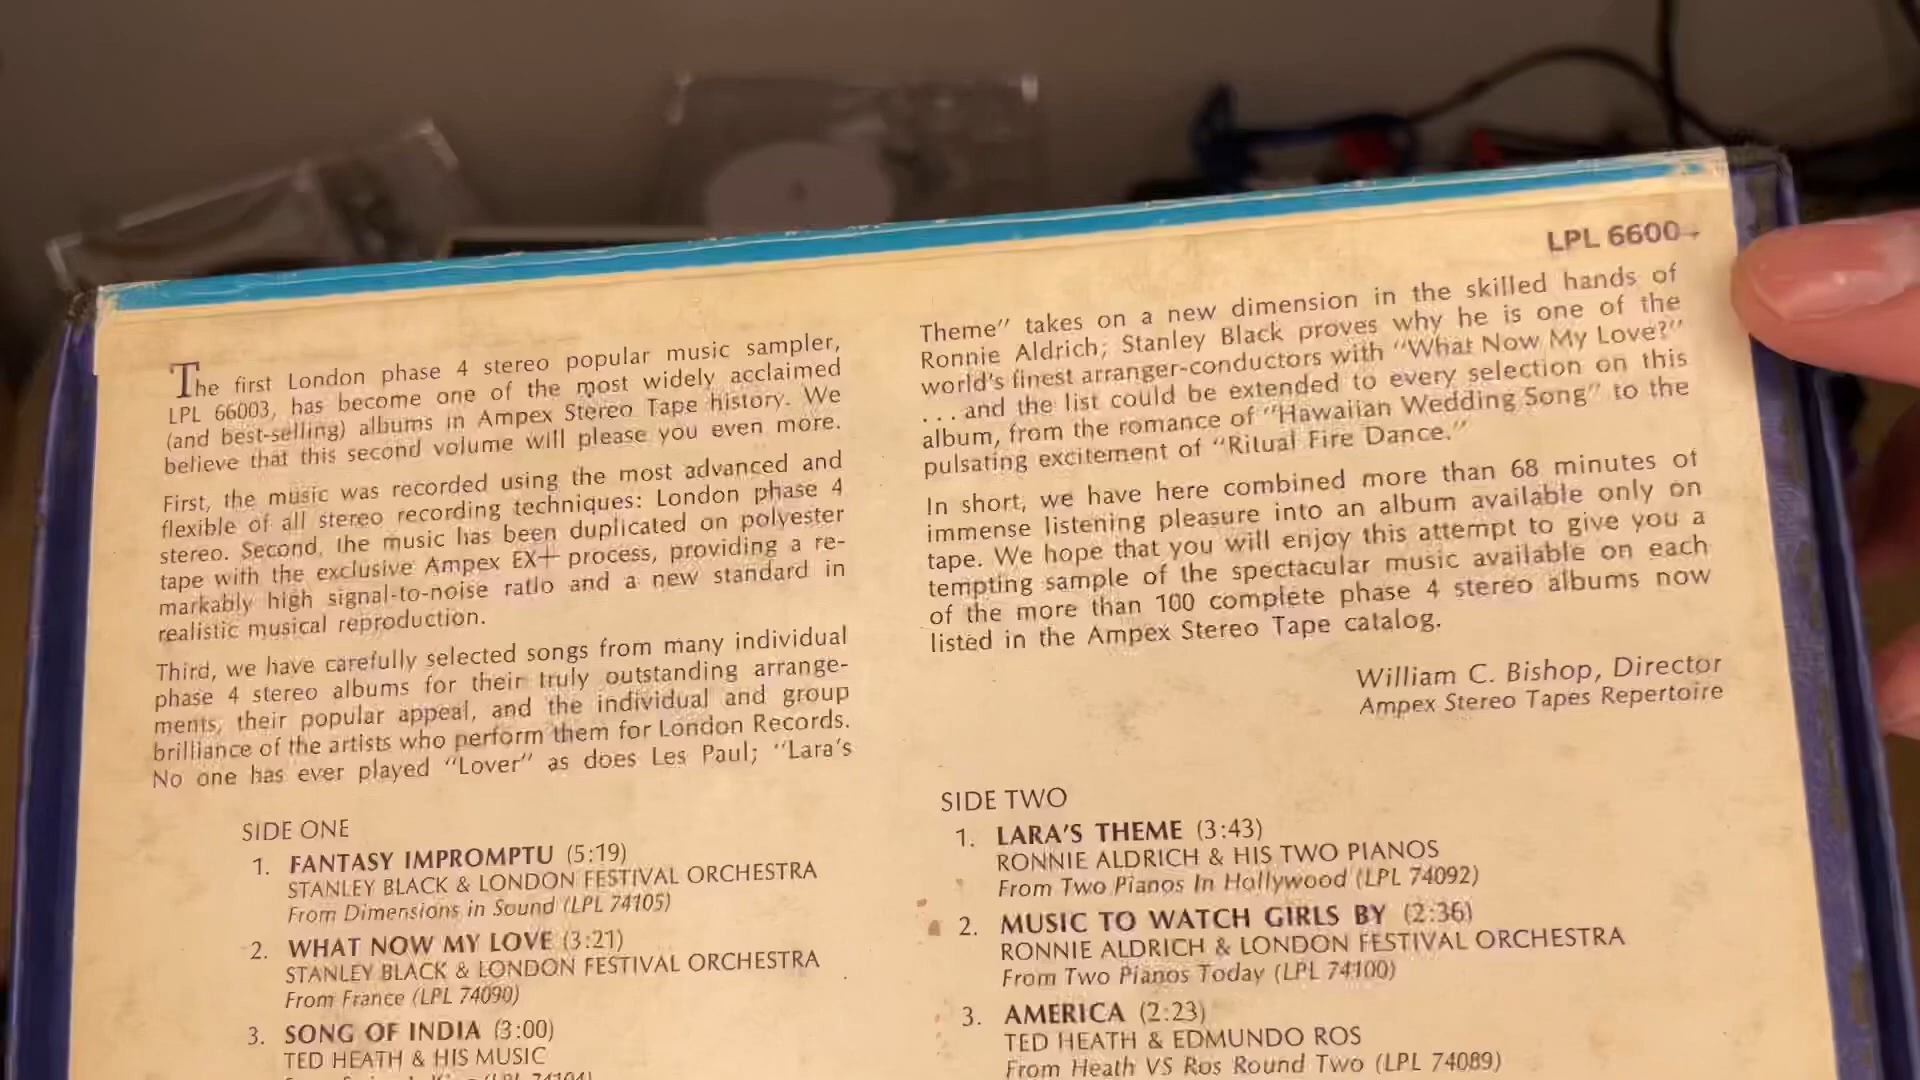 LPL 6600
The first London phase 4 stereo popular music sampler,
LPL 66003, has become one of the most widely acclaimed
(and best-selling) albums in Ampex Stereo Tape history. We
believe that this second volume will please you even more.
First, the music was recorded using the most advanced and
flexible of all stereo recording techniques: London phase 4
stereo. Second, the music has been duplicated on polyester
tape with the exclusive Ampex EX+ process, providing a re-
markably high signal-to-noise ratio and a new standard in
realistic musical reproduction.
Third, we have carefully selected songs from many individual
phase 4 stereo albums for their truly outstanding arrange-
ments, their popular appeal, and the individual and group
brilliance of the artists who perform them for London Records.
No one has ever played "Lover" as does Les Paul; "Lara's
Theme" takes on a new dimension in the skilled hands of
Ronnie Aldrich; Stanley Black proves why he is one of the
world's finest arranger-conductors with "What Now My Love?"
. . . and the list could be extended to every selection on this
album, from the romance of "Hawaiian Wedding Song" to the
pulsating excitement of "Ritual Fire Dance."
In short, we have here combined more than 68 minutes of
immense listening pleasure into an album available only on
tape. We hope that you will enjoy this attempt to give you a
tempting sample of the spectacular music available on each
of the more than 100 complete phase 4 stereo albums now
listed in the Ampex Stereo Tape catalog.
William C. Bishop, Director
Ampex Stereo Tapes Repertoire
SIDE ONE
1. FANTASY IMPROMPTU (5:19)
STANLEY BLACK & LONDON FESTIVAL ORCHESTRA
From Dimensions in Sound (LPL 74105)
2. WHAT NOW MY LOVE (3:21)
STANLEY BLACK & LONDON FESTIVAL ORCHESTRA
From France (LPL 74090)
3. SONG OF INDIA (3:00)
TED HEATH & HIS MUSIC
SIDE TWO
1. LARA'S THEME (3:43)
RONNIE ALDRICH & HIS TWO PIANOS
From Two Pianos In Hollywood (LPL 74092)
2. MUSIC TO WATCH GIRLS BY (2:36)
RONNIE ALDRICH & LONDON FESTIVAL ORCHESTRA
From Two Pianos Today (LPL 74100)
3. AMERICA (2:23)
TED HEATH & EDMUNDO ROS
From Heath VS Ros Round Two (LPL 74089)